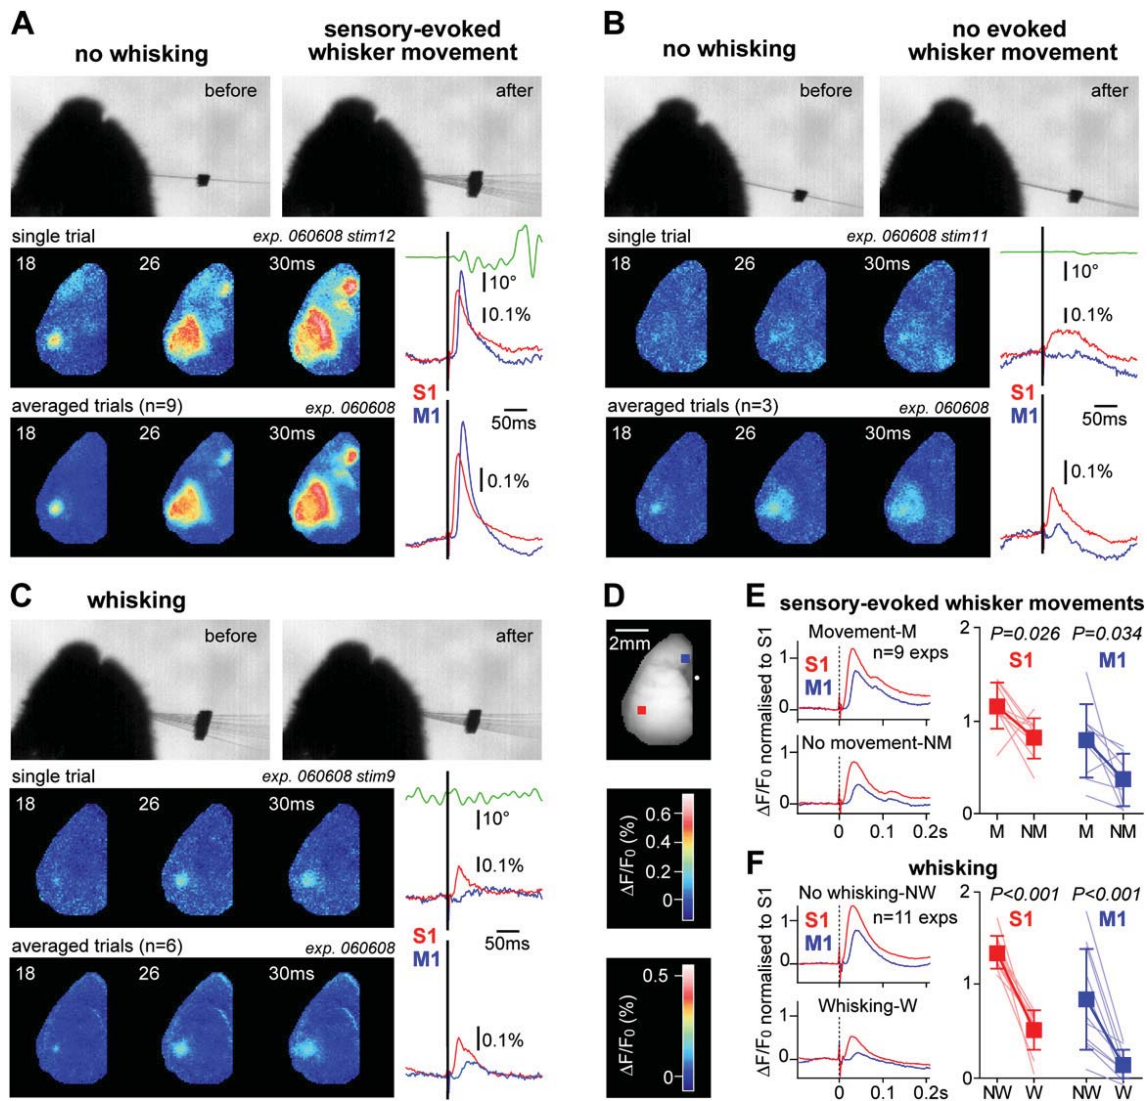 A
no whisking
sensory-evoked
whisker movement
before
after
single trial
exp. 060608 stim12
18
26
30ms
10°
0.1%
S1
M1
averaged trials (n=9)
exp. 060608
18
26
30ms
50ms
0.1%
B
no whisking
no evoked
whisker movement
before
after
single trial
exp. 060608 stim11
18
26
30ms
10°
0.1%
S1
M1
averaged trials (n=3)
exp. 060608
18
26
30ms
50ms
0.1%
C
whisking
before
after
single trial
exp. 060608 stim9
18
26
30ms
10°
0.1%
averaged trials (n=6)
exp. 060608
S1
M1
50ms
18
26
30ms
0.1%
D
2mm
ΔF/F0 (%)
0.6
0.4
0.2
0
ΔF/F0 (%)
0.5
0
E
sensory-evoked whisker movements
ΔF/F0 normalised to S1
Movement-M
n=9 exps
S1
M1
1
0
No movement-NM
1
0
0
0.1
0.2s
2
1
0
P=0.026
P=0.034
S1
M1
M
NM
M
NM
F
whisking
ΔF/F0 normalised to S1
No whisking-NW
n=11 exps
S1
M1
1
0
Whisking-W
1
0
0
0.1
0.2s
2
1
0
P<0.001
P<0.001
S1
M1
NW
W
NW
W